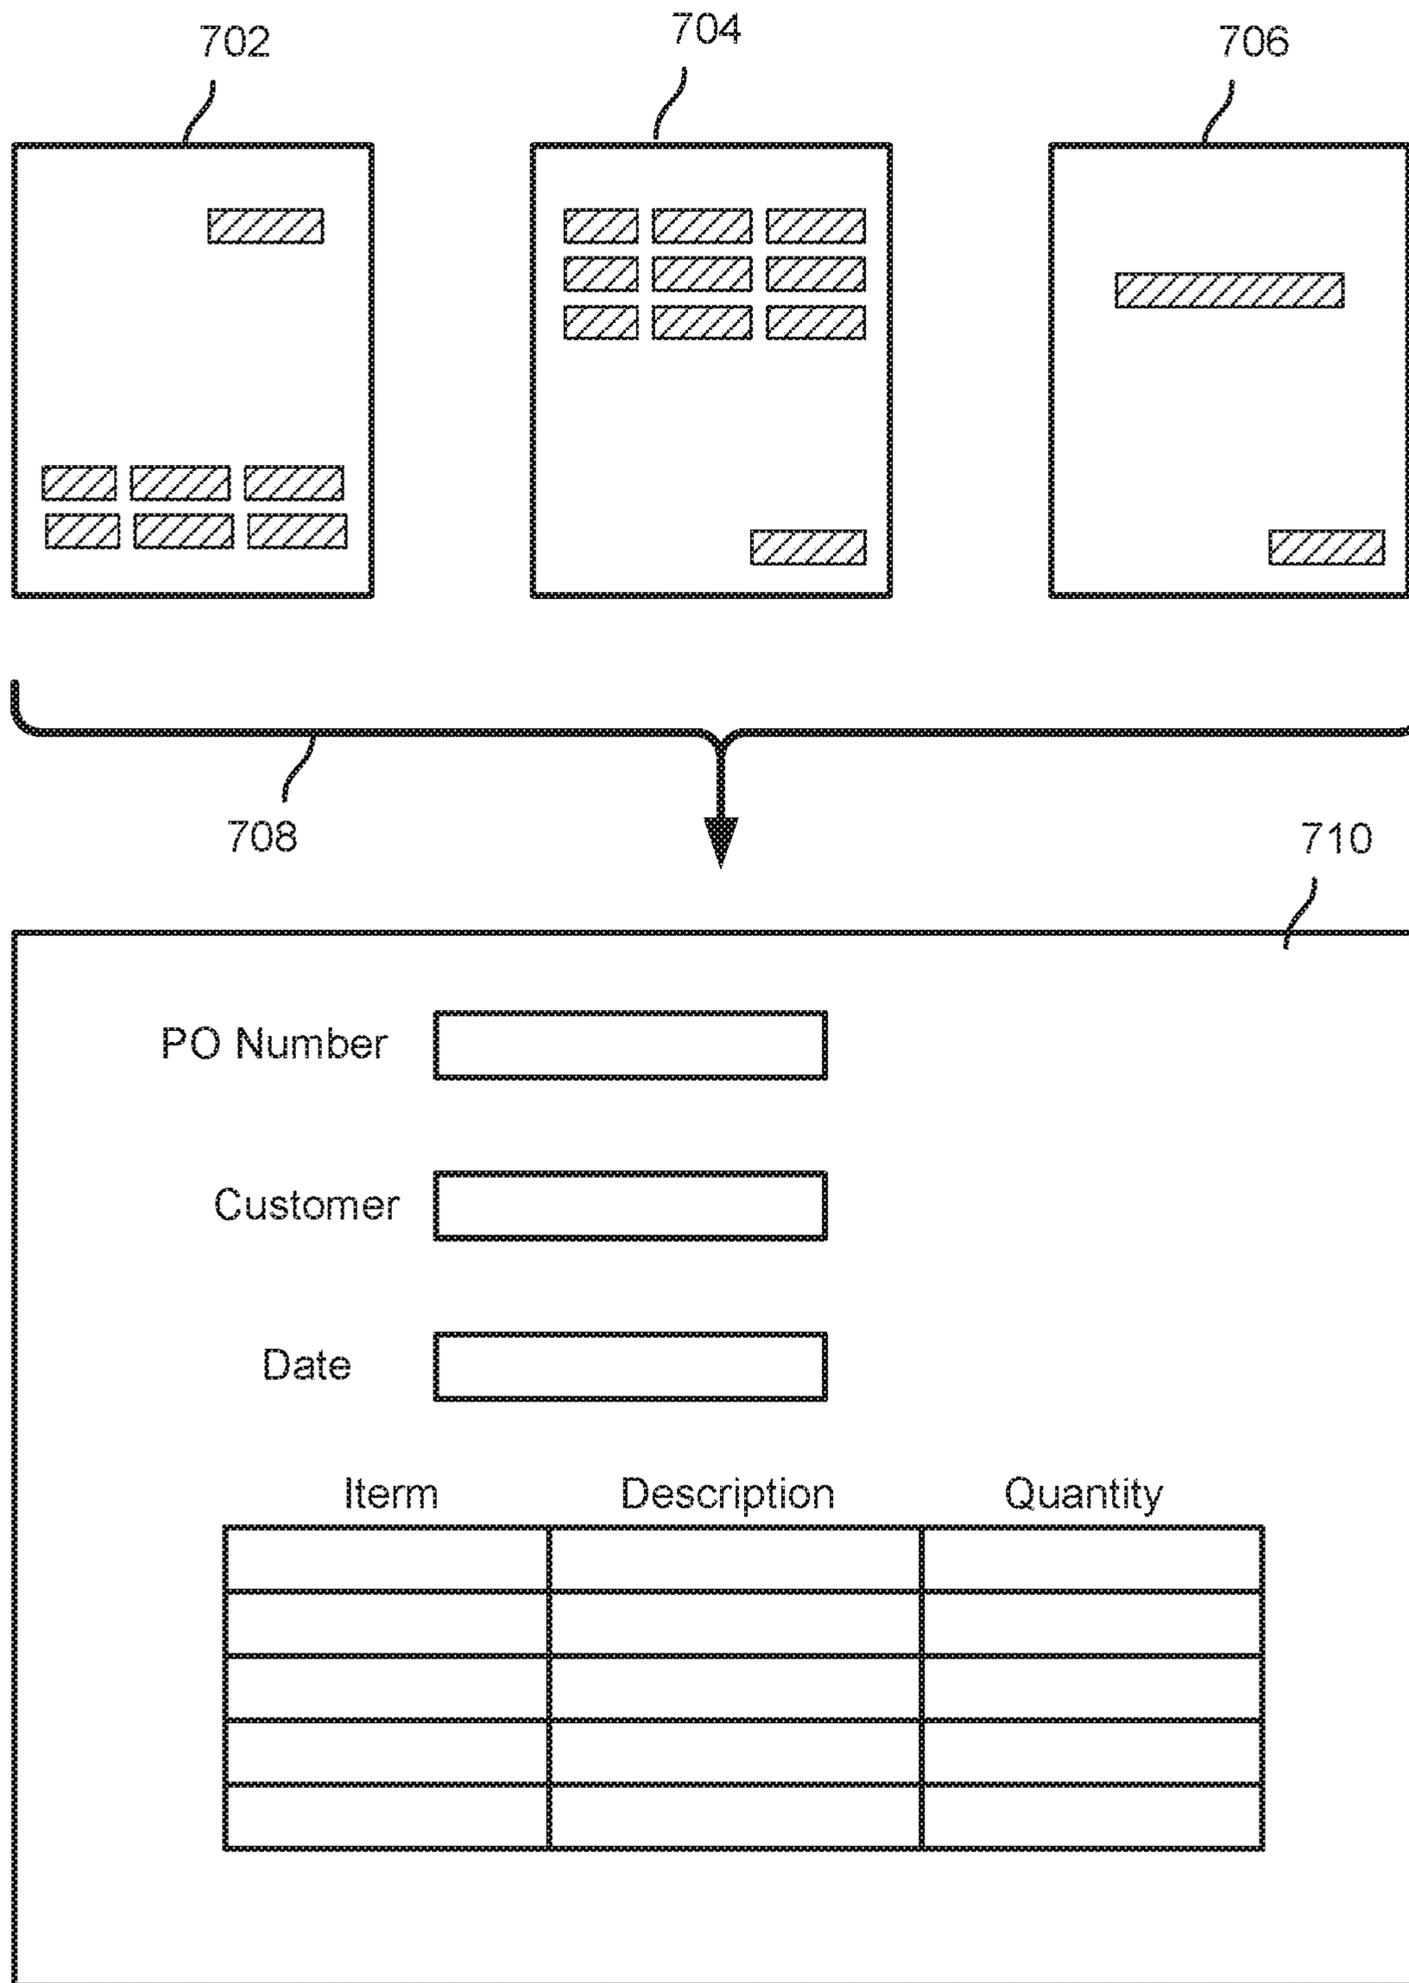 702
704
706
708
710
PO Number
Customer
Date
Iterm Description Quantity